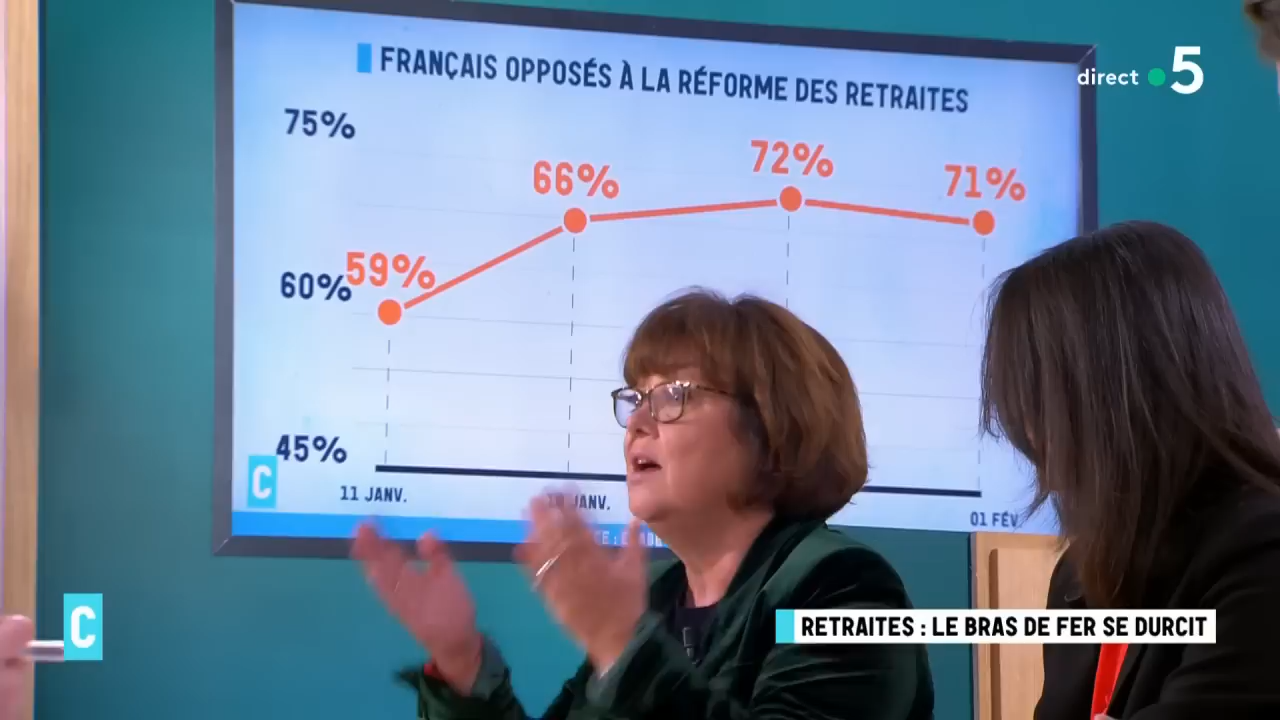 FRANÇAIS OPPOSÉS À LA RÉFORME DES RETRAITES
direct 5
75%
72%
66%
71%
59%
60%
45%
C
11 JANV.
JANV.
01 FÉV
C
RETRAITES : LE BRAS DE FER SE DURCIT